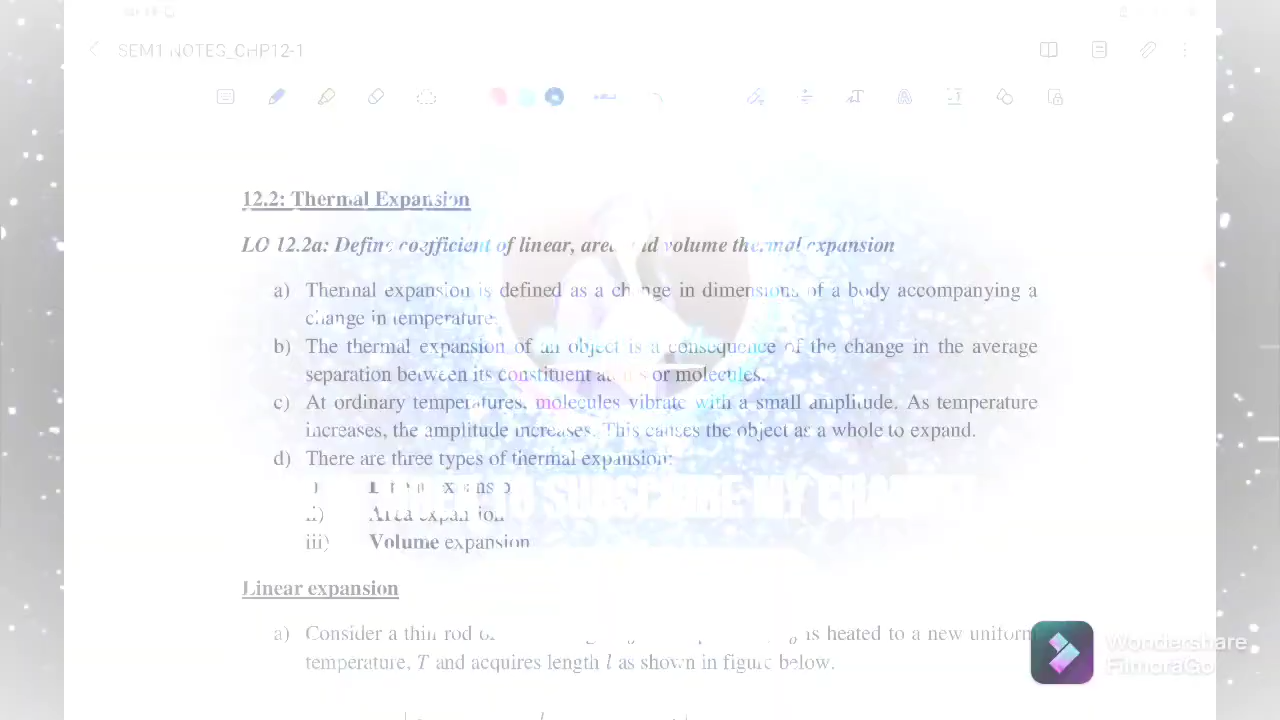 SEM1 NOTES_CHP12-1
12.2: Thermal Expansion
LO 12.2a: Define coefficient of linear, area and volume thermal expansion
a) Thermal expansion is defined as a change in dimensions of a body accompanying a
change in temperature.
b) The thermal expansion of an object is a consequence of the change in the average
separation between its constituent atoms or molecules.
c) At ordinary temperatures, molecules vibrate with a small amplitude. As temperature
increases, the amplitude increases. This causes the object as a whole to expand.
d) There are three types of thermal expansion:
TO SUBSCRIBE MY CHANNEL
ii) Area expansion
iii) Volume expansion
Linear expansion
a) Consider a thin rod is heated to a new uniform
temperature, T and acquires length l as shown in figure below.
l
Wondershare
FilmoraGo